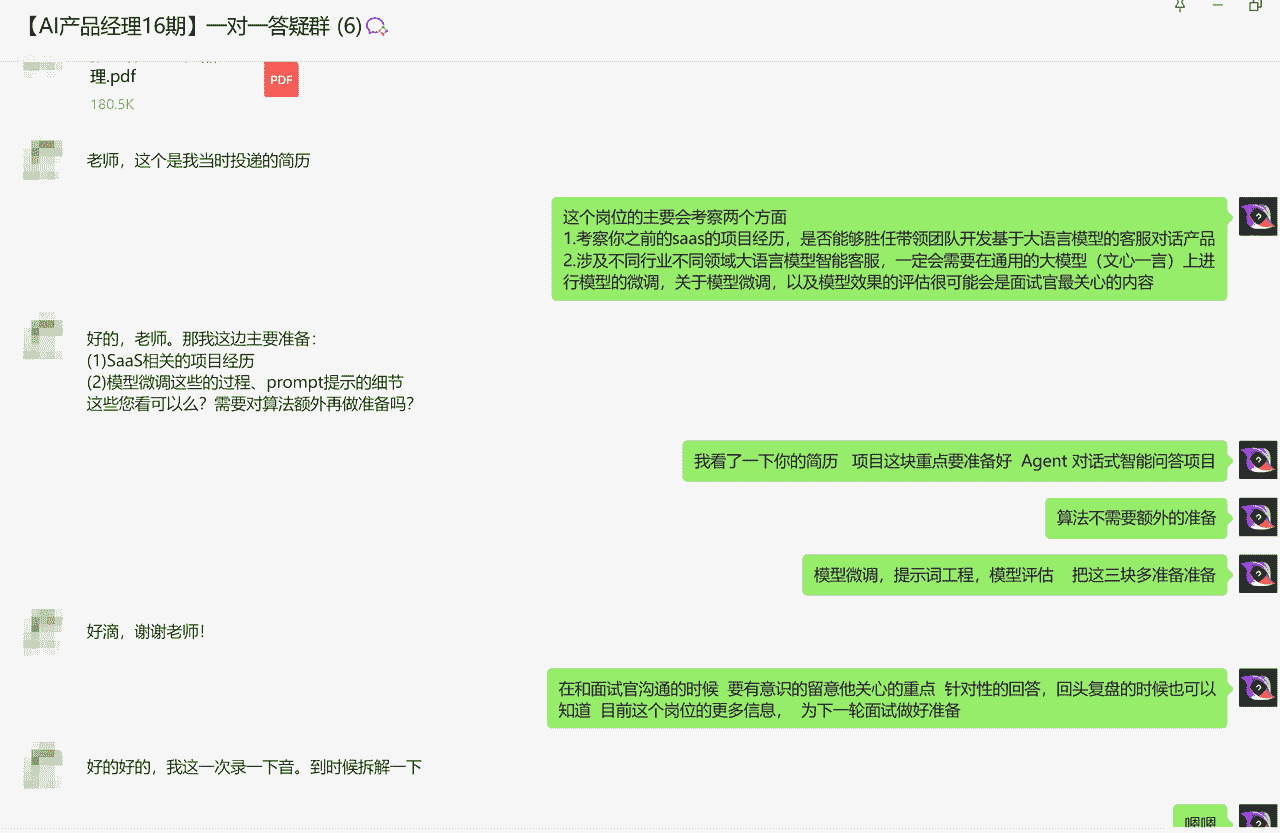 【AI产品经理16期】一对一答疑群 (6)
理.pdf
PDF
180.5K
老师，这个是我当时投递的简历
这个岗位的主要会考察两个方面
1.考察你之前的saas的项目经历，是否能够胜任带领团队开发基于大语言模型的客服对话产品
2.涉及不同行业不同领域大语言模型智能客服，一定会需要在通用的大模型（文心一言）上进
行模型的微调，关于模型微调，以及模型效果的评估很可能会是面试官最关心的内容
好的，老师。那我这边主要准备：
(1)SaaS相关的项目经历
(2)模型微调这些的过程、prompt提示的细节
这些您看可以么？需要对算法额外再做准备吗？
我看了一下你的简历 项目这块重点要准备好 Agent 对话式智能问答项目
算法不需要额外的准备
模型微调，提示词工程，模型评估 把这三块多准备准备
好滴，谢谢老师！
在和面试官沟通的时候 要有意识的留意他关心的重点 针对性的回答，回头复盘的时候也可以
知道 目前这个岗位的更多信息， 为下一轮面试做好准备
好的好的，我这一次录一下音。到时候拆解一下
嗯嗯